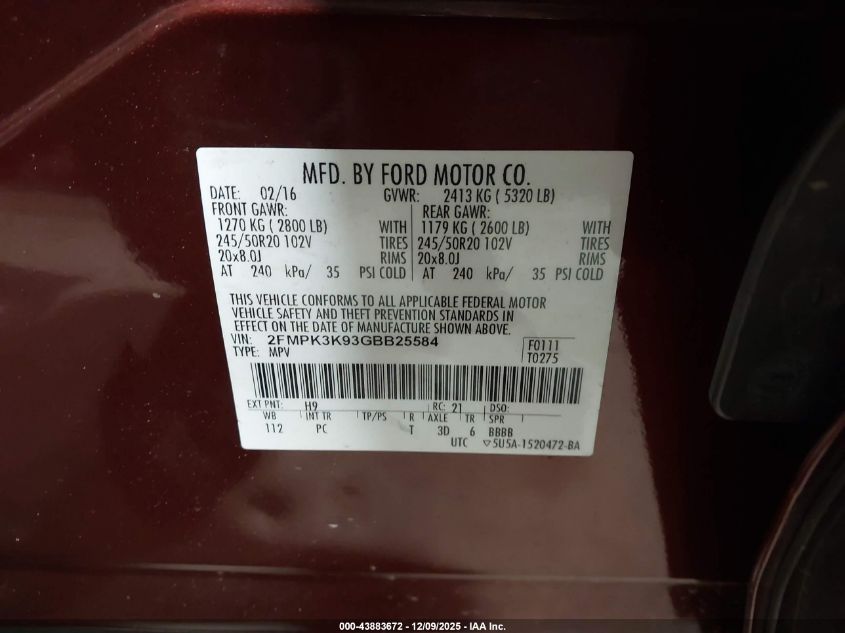 MFD. BY FORD MOTOR CO.
DATE: 02/16 GVWR: 2413 KG ( 5320 LB)
FRONT GAWR: REAR GAWR:
1270 KG ( 2800 LB) WITH 1179 KG ( 2600 LB) WITH
245/50R20 102V TIRES 245/50R20 102V TIRES
20x8.0J RIMS 20x8.0J RIMS
AT 240 kPa/ 35 PSI COLD AT 240 kPa/ 35 PSI COLD
THIS VEHICLE CONFORMS TO ALL APPLICABLE FEDERAL MOTOR
VEHICLE SAFETY AND THEFT PREVENTION STANDARDS IN
EFFECT ON THE DATE OF MANUFACTURE SHOWN ABOVE.
VIN: 2FMPK3K93GBB25584 F0111
TYPE: MPV T0275
EXT PNT: H9 RC: 21 DSO:
WB INT TR TP/PS R AXLE TR SPR
112 PC T 3D 6 BBBB
UTC ▽5U5A-1520472-BA
000-43883672 - 12/09/2025 - IAA Inc.